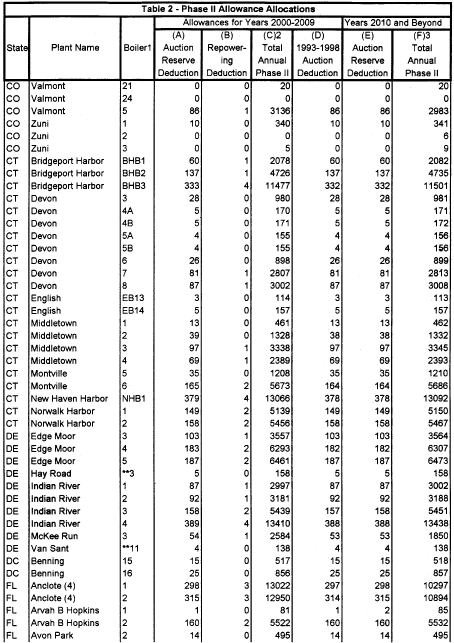 Table 2 - Phase II Allowance Allocations
Allowances for Years 2000-2009 Years 2010 and Beyond
(A) (B) (C)2 (D) (E) (F)3
State Plant Name Boiler1 Auction Repower- Total 1993-1998 Auction Total
Reserve ing Annual Auction Reserve Annual
Deduction Deduction Phase II Deduction Deduction Phase II
CO Valmont 21 0 0 20 0 0 20
CO Valmont 24 0 0 0 0 0 0
CO Valmont 5 86 1 3136 86 86 2983
CO Zuni 1 10 0 340 10 10 341
CO Zuni 2 0 0 0 0 0 6
CO Zuni 3 0 0 5 0 0 9
CT Bridgeport Harbor BHB1 60 1 2078 60 60 2082
CT Bridgeport Harbor BHB2 137 1 4726 137 137 4735
CT Bridgeport Harbor BHB3 333 4 11477 332 332 11501
CT Devon 3 28 0 980 28 28 981
CT Devon 4A 5 0 170 5 5 171
CT Devon 4B 5 0 171 5 5 172
CT Devon 5A 4 0 155 4 4 156
CT Devon 5B 4 0 155 4 4 156
CT Devon 6 26 0 898 26 26 899
CT Devon 7 81 1 2807 81 81 2813
CT Devon 8 87 1 3002 87 87 3008
CT English EB13 3 0 114 3 3 113
CT English EB14 5 0 157 5 5 157
CT Middletown 1 13 0 461 13 13 462
CT Middletown 2 39 0 1328 38 38 1332
CT Middletown 3 97 1 3338 97 97 3345
CT Middletown 4 69 1 2389 69 69 2393
CT Montville 5 35 0 1208 35 35 1210
CT Montville 6 165 2 5673 164 164 5686
CT New Haven Harbor NHB1 379 4 13066 378 378 13092
CT Norwalk Harbor 1 149 2 5139 149 149 5150
CT Norwalk Harbor 2 158 2 5456 158 158 5467
DE Edge Moor 3 103 1 3557 103 103 3564
DE Edge Moor 4 183 2 6293 182 182 6307
DE Edge Moor 5 187 2 6461 187 187 6473
DE Hay Road **3 5 0 158 5 5 158
DE Indian River 1 87 1 2997 87 87 3002
DE Indian River 2 92 1 3181 92 92 3188
DE Indian River 3 158 2 5439 157 158 5451
DE Indian River 4 389 4 13410 388 388 13438
DE McKee Run 3 54 1 2584 53 53 1850
DE Van Sant **11 4 0 138 4 4 138
DC Benning 15 15 0 517 15 15 518
DC Benning 16 25 0 856 25 25 857
FL Anclote (4) 1 298 3 13022 297 298 10297
FL Anclote (4) 2 315 3 12950 314 315 10894
FL Arvah B Hopkins 1 1 0 81 1 2 85
FL Arvah B Hopkins 2 160 2 5522 160 160 5532
FL Avon Park 2 14 0 495 14 14 495